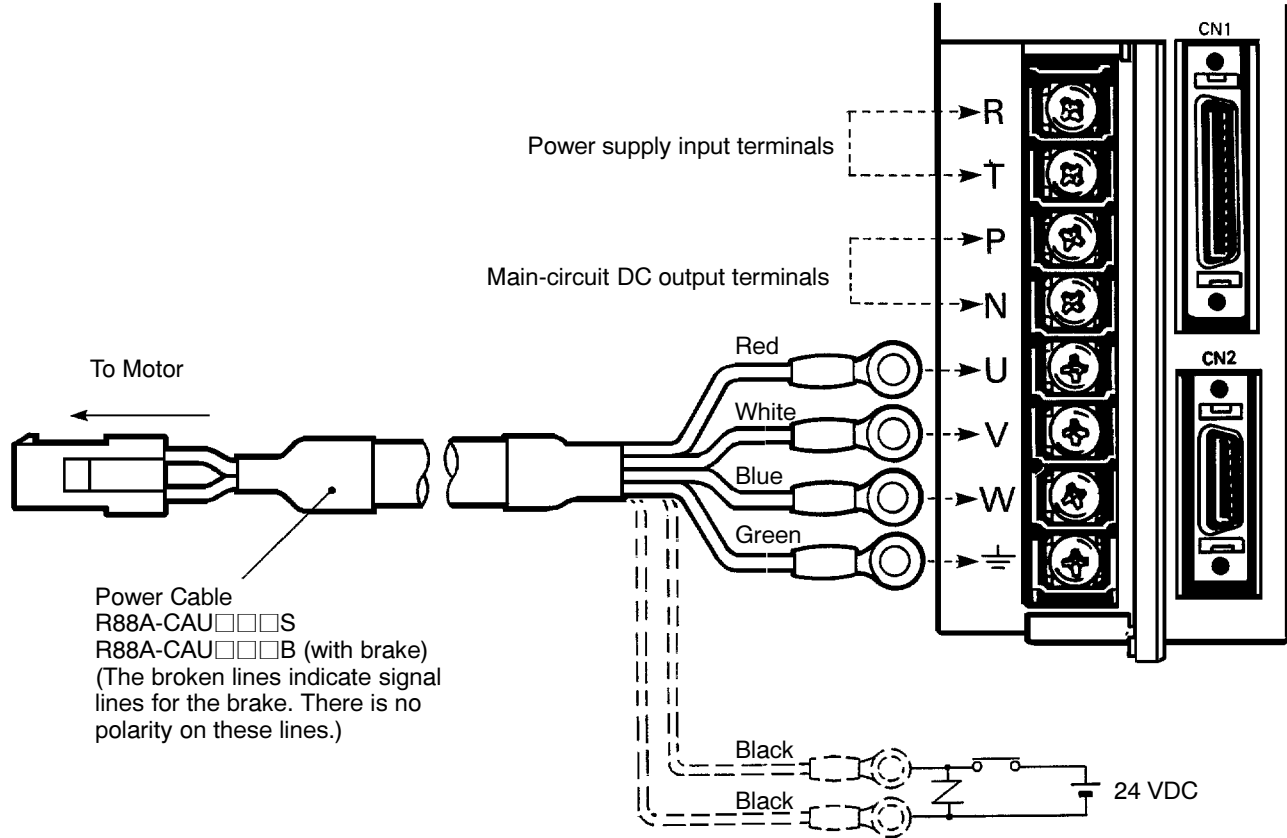 CN1
R
Power supply input terminals
T
P
Main-circuit DC output terminals
N
Red
U
To Motor
CN2
White
V
Blue
W
Green
Power Cable
R88A-CAU□□□S
R88A-CAU□□□B (with brake)
(The broken lines indicate signal
lines for the brake. There is no
polarity on these lines.)
Black
24 VDC
Black